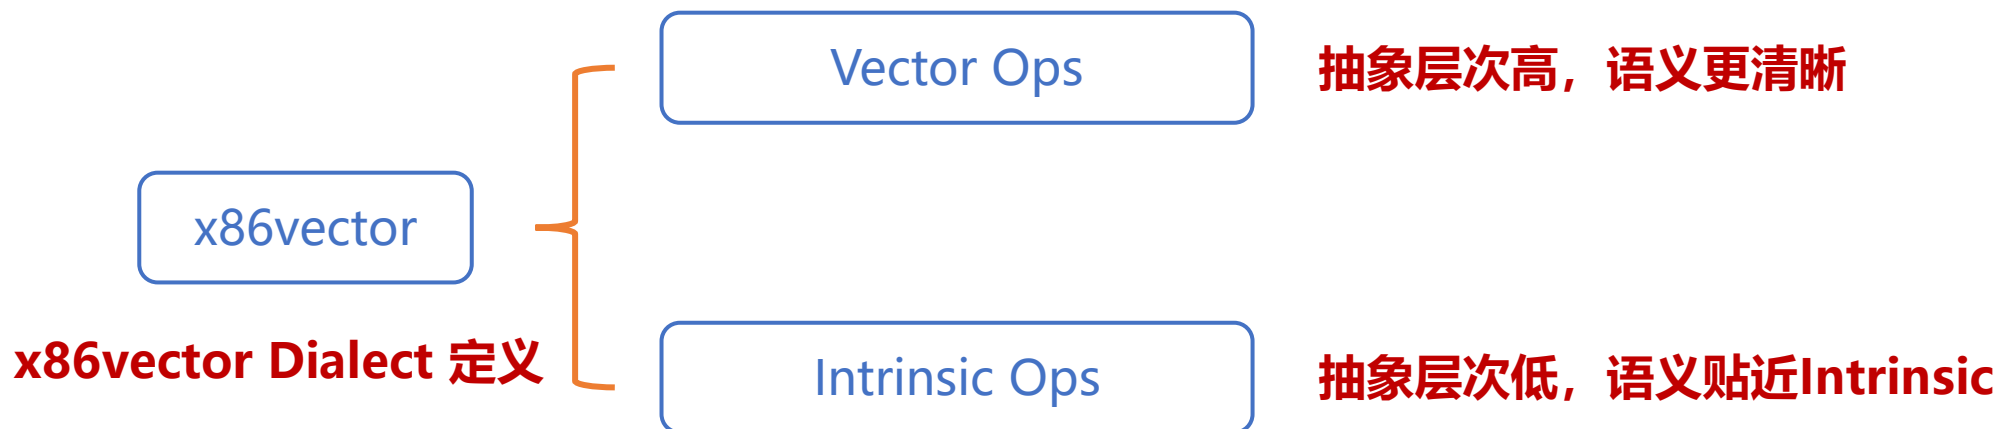 Vector Ops
抽象层次高，语义更清晰
x86vector
x86vector Dialect 定义
Intrinsic Ops
抽象层次低，语义贴近Intrinsic